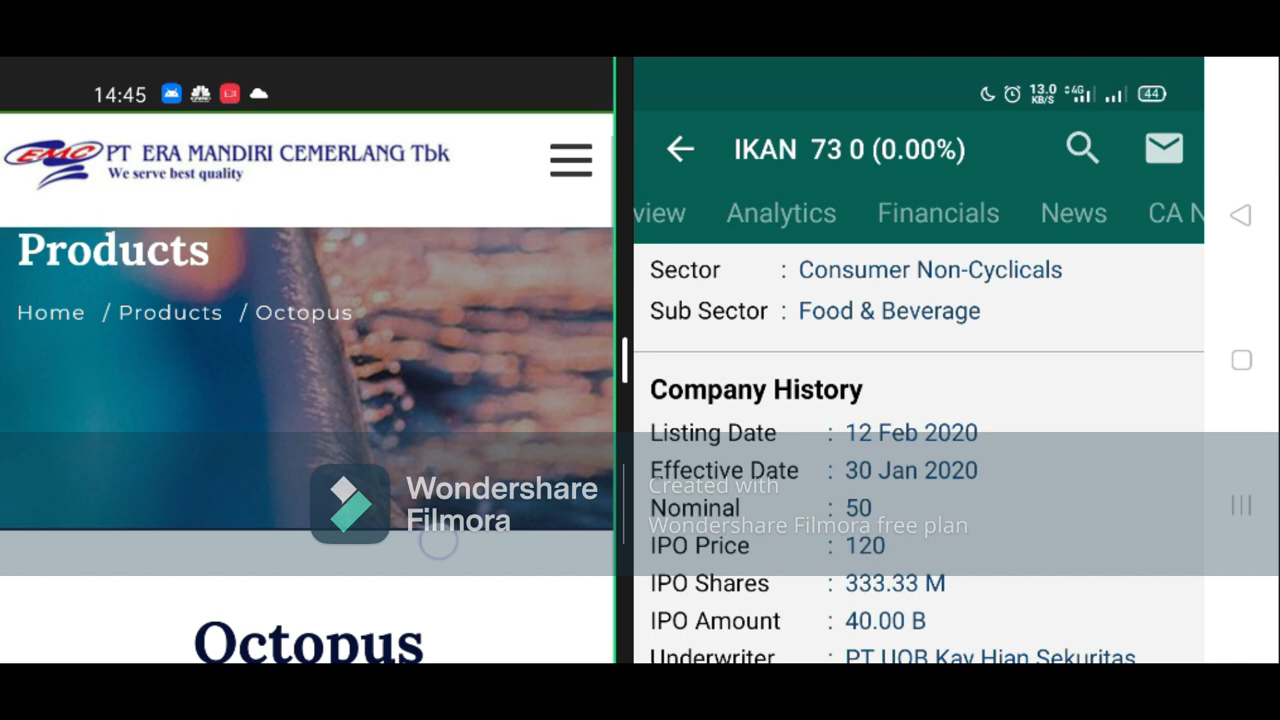 14:45
EMC PT ERA MANDIRI CEMERLANG Tbk
We serve best quality
Products
Home / Products / Octopus
Octopus
13.0 KB/S 4G 44
IKAN 73 0 (0.00%)
view Analytics Financials News CA N
Sector : Consumer Non-Cyclicals
Sub Sector : Food & Beverage
Company History
Listing Date : 12 Feb 2020
Effective Date : 30 Jan 2020
Nominal : 50
IPO Price : 120
IPO Shares : 333.33 M
IPO Amount : 40.00 B
Underwriter : PT UOB Kay Hian Sekuritas
Wondershare
Filmora
Created with
Wondershare Filmora free plan